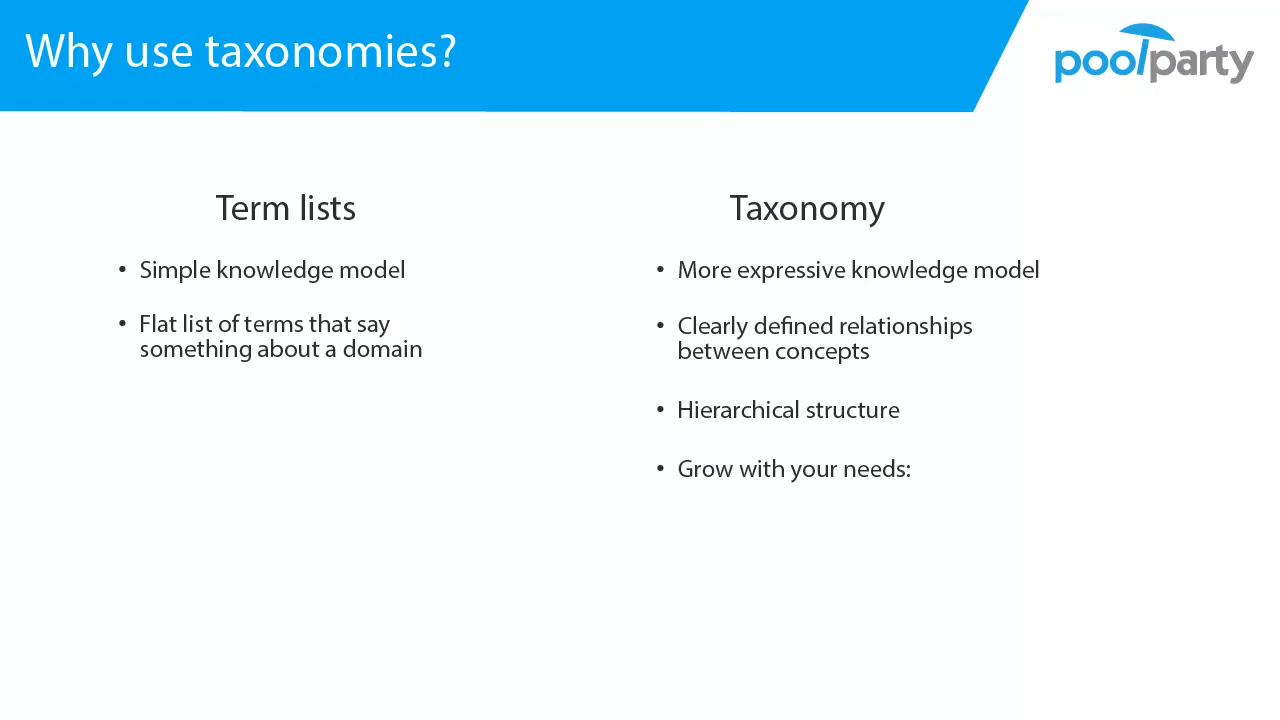 Why use taxonomies?
poolparty
Term lists
• Simple knowledge model
• Flat list of terms that say
something about a domain
Taxonomy
• More expressive knowledge model
• Clearly defined relationships
between concepts
• Hierarchical structure
• Grow with your needs: